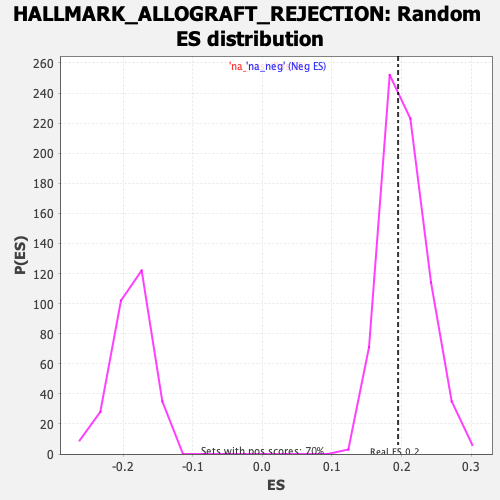 HALLMARK_ALLOGRAFT_REJECTION: Random
ES distribution
'na_'na_neg' (Neg ES)
260
240
220
200
180
160
140
120
100
80
60
40
20
0
P(ES)
Sets with pos scores: 70%
Real ES 0.2
-0.2
-0.1
0.0
0.1
0.2
0.3
ES